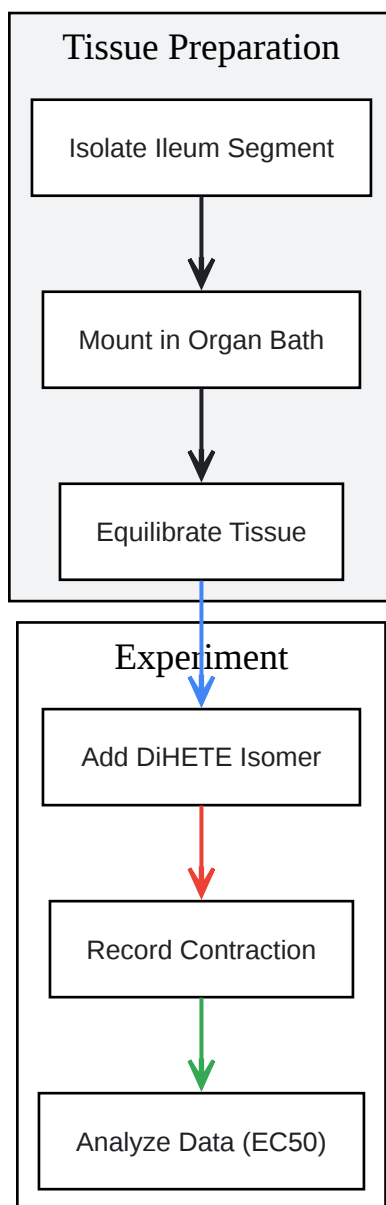 Tissue Preparation
Isolate Ileum Segment
Mount in Organ Bath
Equilibrate Tissue
Experiment
Add DiHETE Isomer
Record Contraction
Analyze Data (EC50)